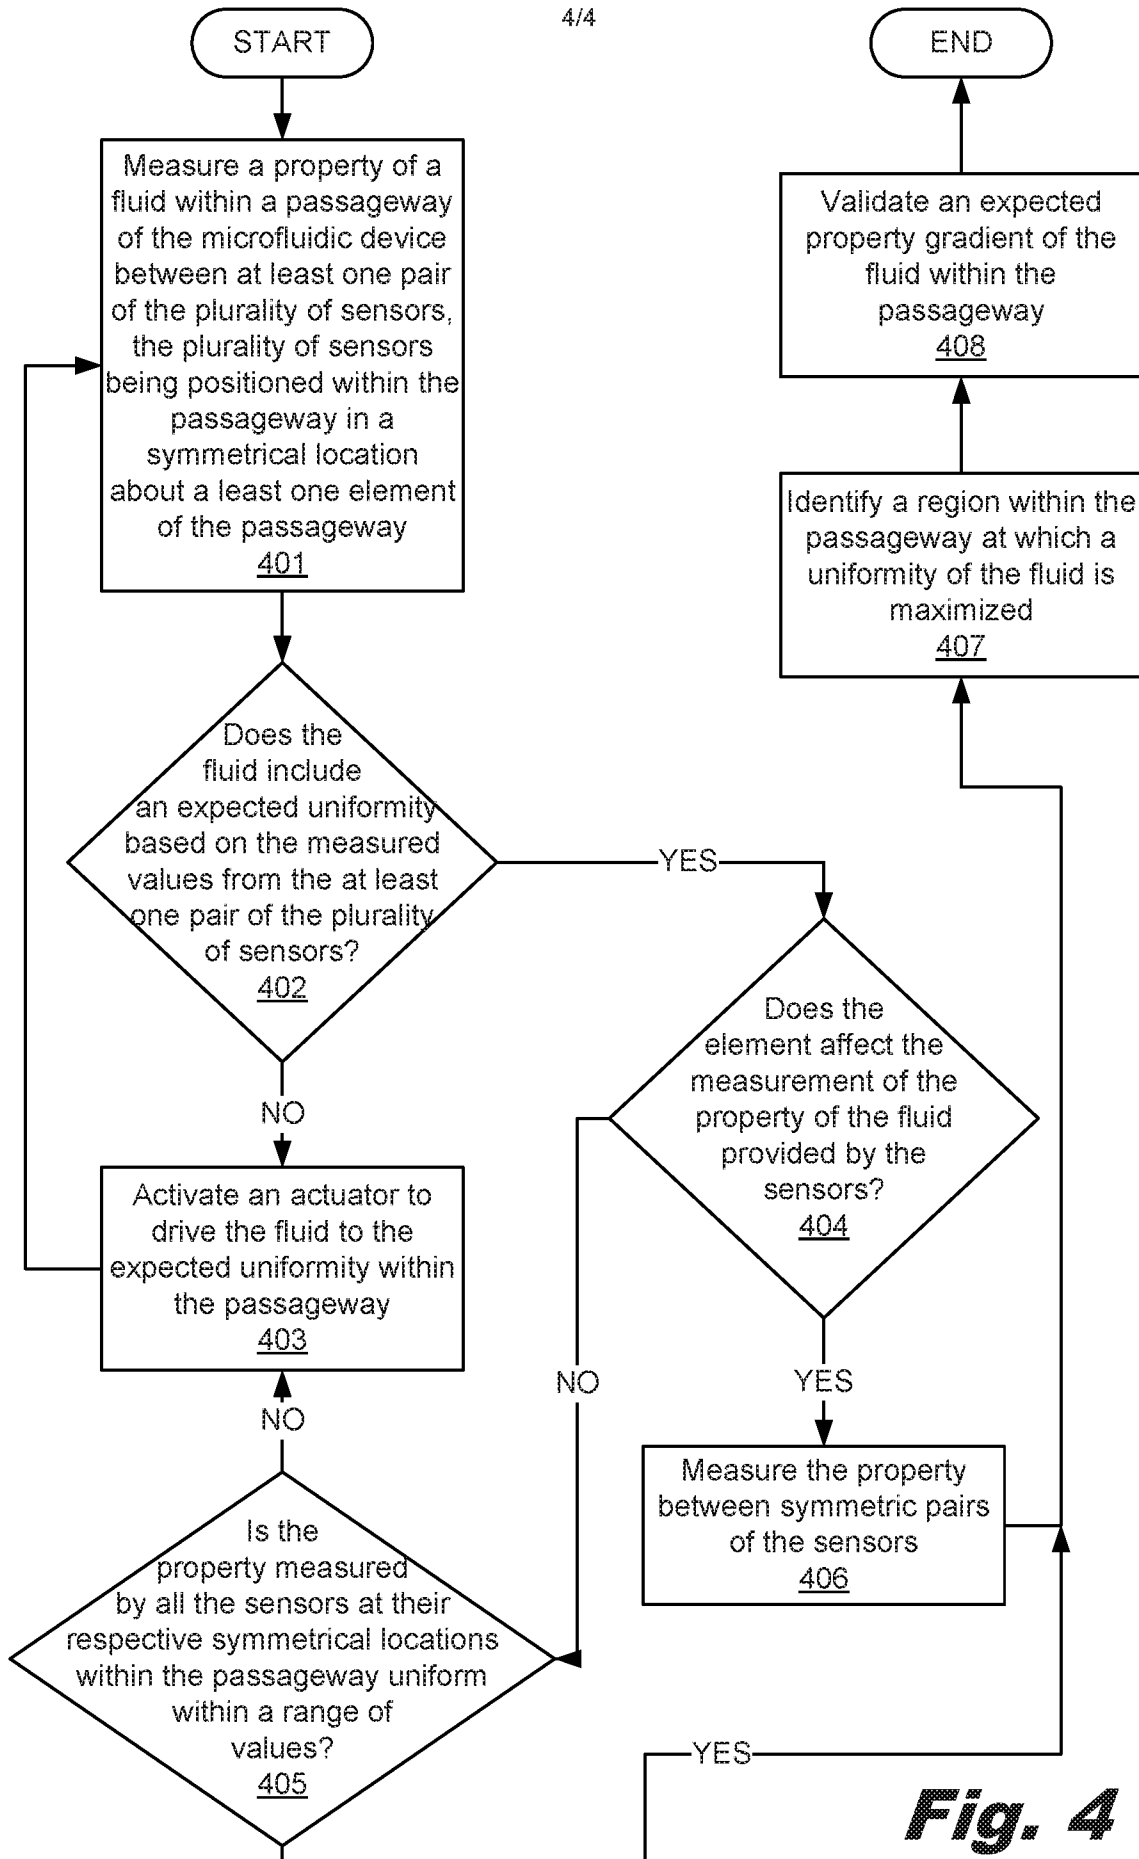 4/4
START
Measure a property of a
fluid within a passageway
of the microfluidic device
between at least one pair
of the plurality of sensors,
the plurality of sensors
being positioned within the
passageway in a
symmetrical location
about a least one element
of the passageway
401
Does the
fluid include
an expected uniformity
based on the measured
values from the at least
one pair of the plurality
of sensors?
402
YES
NO
Activate an actuator to
drive the fluid to the
expected uniformity within
the passageway
403
NO
Is the
property measured
by all the sensors at their
respective symmetrical locations
within the passageway uniform
within a range of
values?
405
YES
Does the
element affect the
measurement of the
property of the fluid
provided by the
sensors?
404
NO
YES
Measure the property
between symmetric pairs
of the sensors
406
Identify a region within the
passageway at which a
uniformity of the fluid is
maximized
407
Validate an expected
property gradient of the
fluid within the
passageway
408
END
Fig. 4